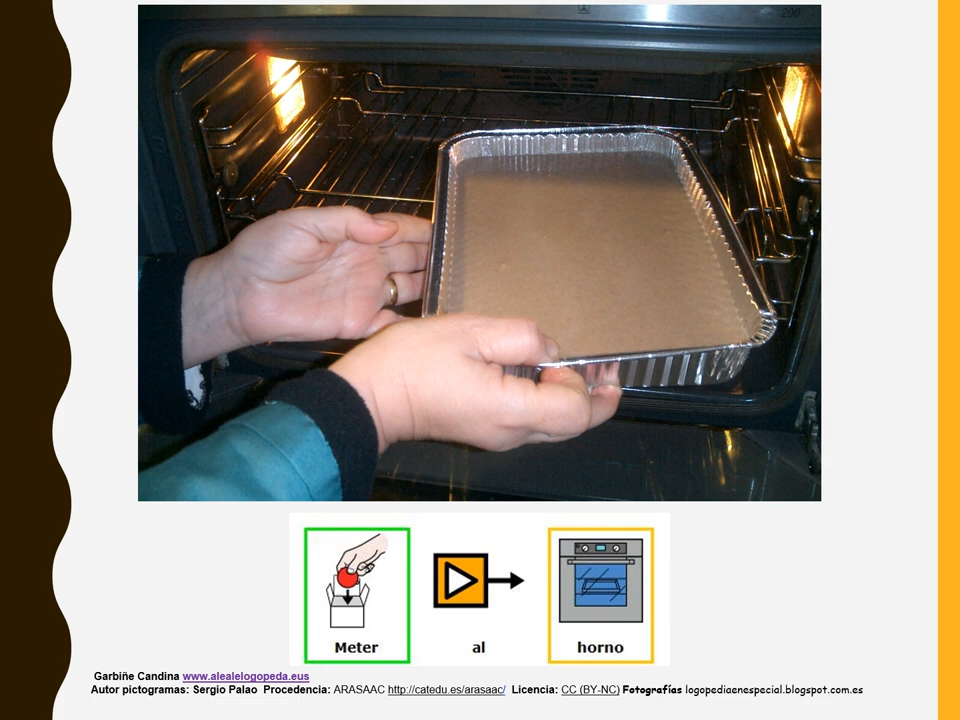 200
Meter al horno
Garbiñe Candina www.alealelogopeda.eus
Autor pictogramas: Sergio Palao Procedencia: ARASAAC http://catedu.es/arasaac/ Licencia: CC (BY-NC) Fotografías logopediaenespecial.blogspot.com.es